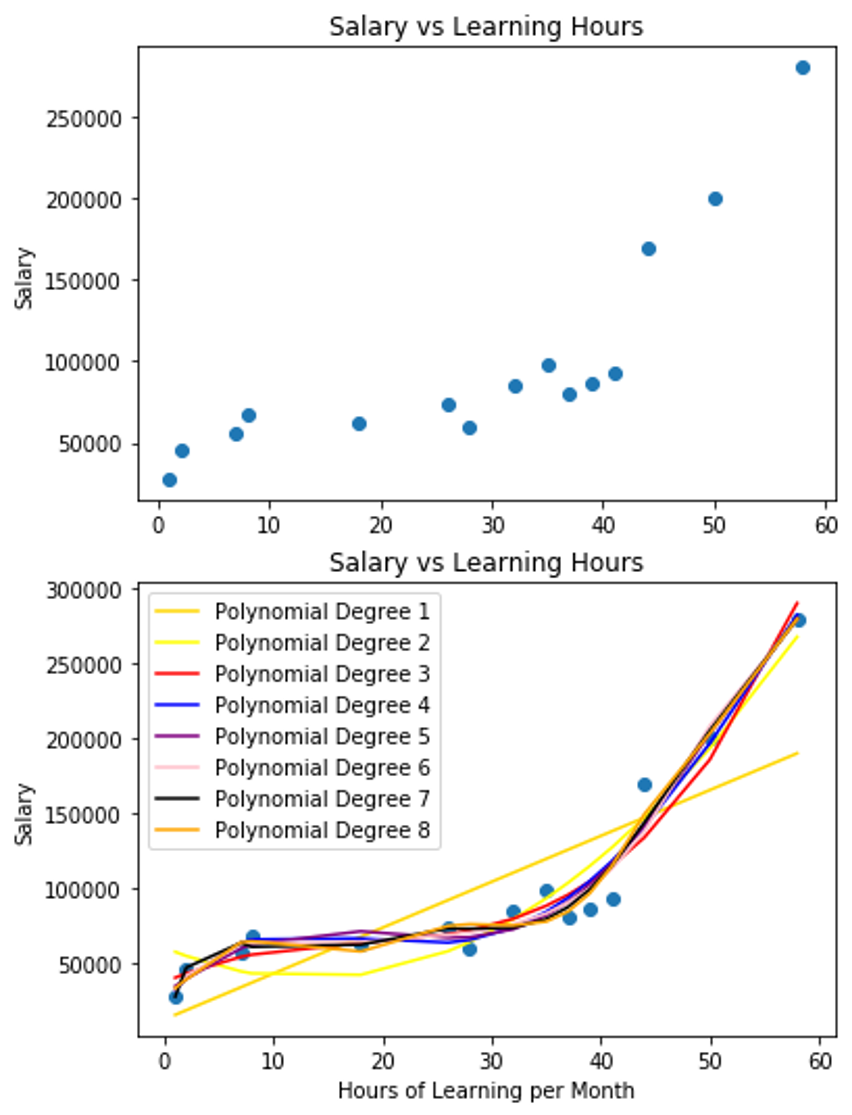 Salary vs Learning Hours
250000
200000
150000
100000
50000
Salary
0 10 20 30 40 50 60
Salary vs Learning Hours
300000
250000
200000
150000
100000
50000
Salary
Polynomial Degree 1
Polynomial Degree 2
Polynomial Degree 3
Polynomial Degree 4
Polynomial Degree 5
Polynomial Degree 6
Polynomial Degree 7
Polynomial Degree 8
0 10 20 30 40 50 60
Hours of Learning per Month